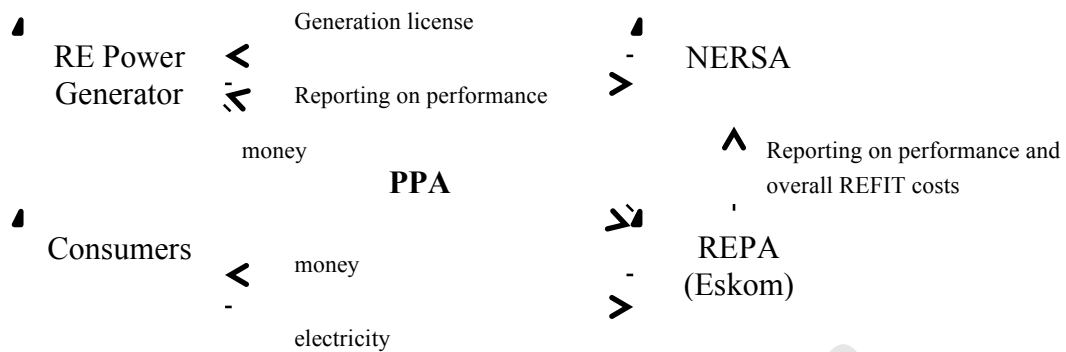 Generation license
RE Power
Generator
NERSA
Reporting on performance
money
Reporting on performance and
overall REFIT costs
PPA
Consumers
REPA
(Eskom)
money
electricity